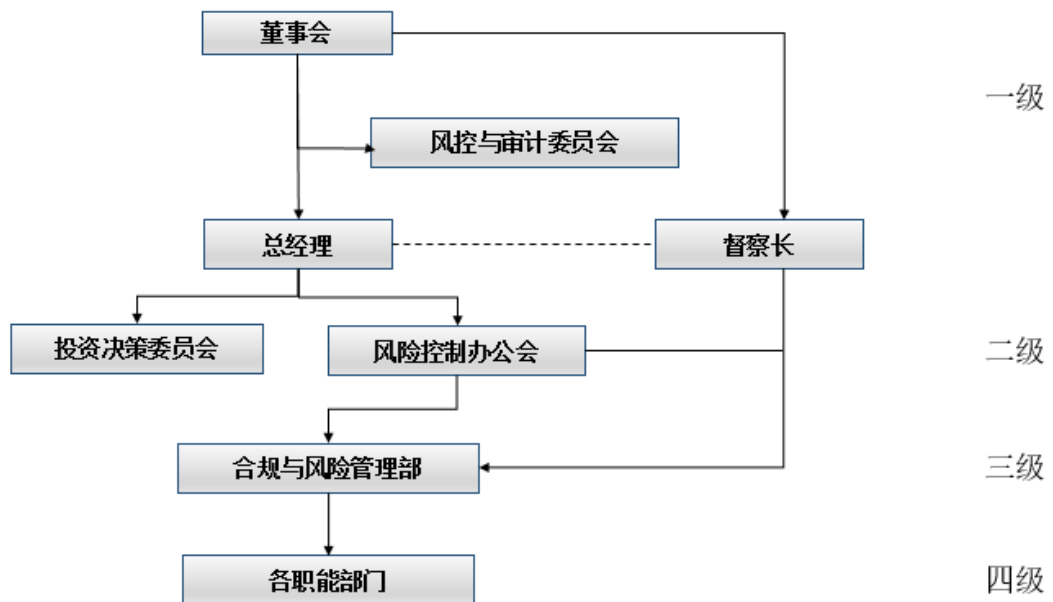 董事会
一级
风控与审计委员会
总经理
督察长
投资决策委员会
风险控制办公会
二级
合规与风险管理部
三级
各职能部门
四级